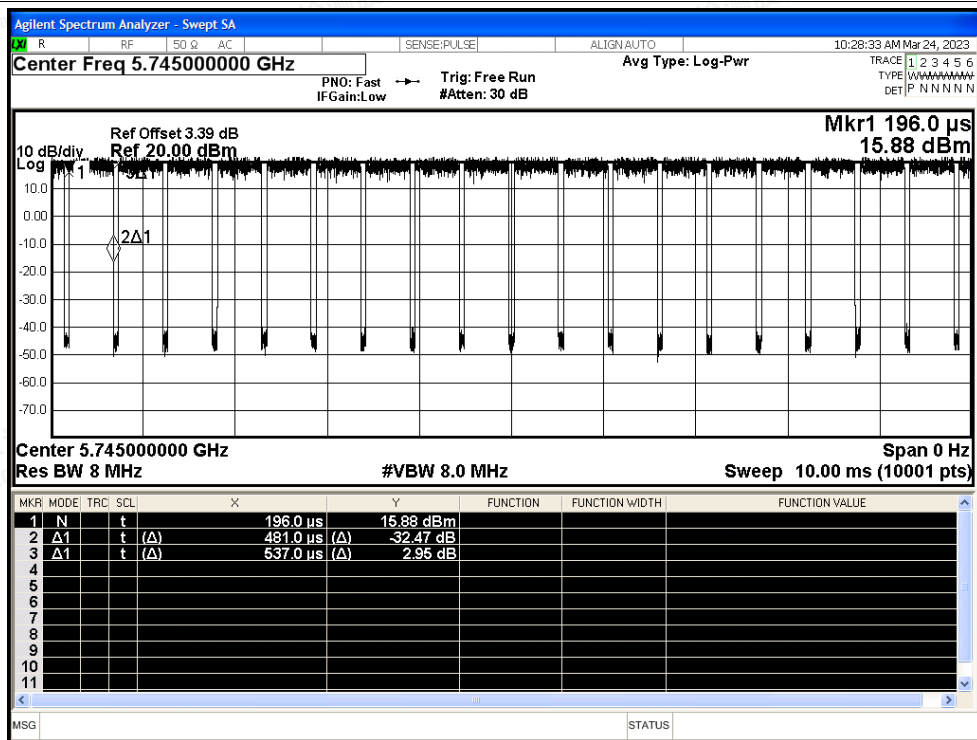 Agilent Spectrum Analyzer - Swept SA
LXI R RF 50 Ω AC SENSE:PULSE ALIGN AUTO 10:28:33 AM Mar 24, 2023
Center Freq 5.745000000 GHz Avg Type: Log-Pwr TRACE 1 2 3 4 5 6
PNO: Fast Trig: Free Run TYPE
IFGain:Low #Atten: 30 dB DET P N N N N N
Mkr1 196.0 µs
Ref Offset 3.39 dB
10 dB/div Ref 20.00 dBm 15.88 dBm
Log
1 3Δ1
10.0
0.00
2Δ1
-10.0
-20.0
-30.0
-40.0
-50.0
-60.0
-70.0
Center 5.745000000 GHz Span 0 Hz
Res BW 8 MHz #VBW 8.0 MHz Sweep 10.00 ms (10001 pts)
MKR MODE TRC SCL X Y FUNCTION FUNCTION WIDTH FUNCTION VALUE
1 N t 196.0 µs 15.88 dBm
2 Δ1 t (Δ) 481.0 µs (Δ) -32.47 dB
3 Δ1 t (Δ) 537.0 µs (Δ) 2.95 dB
4
5
6
7
8
9
10
11
MSG STATUS